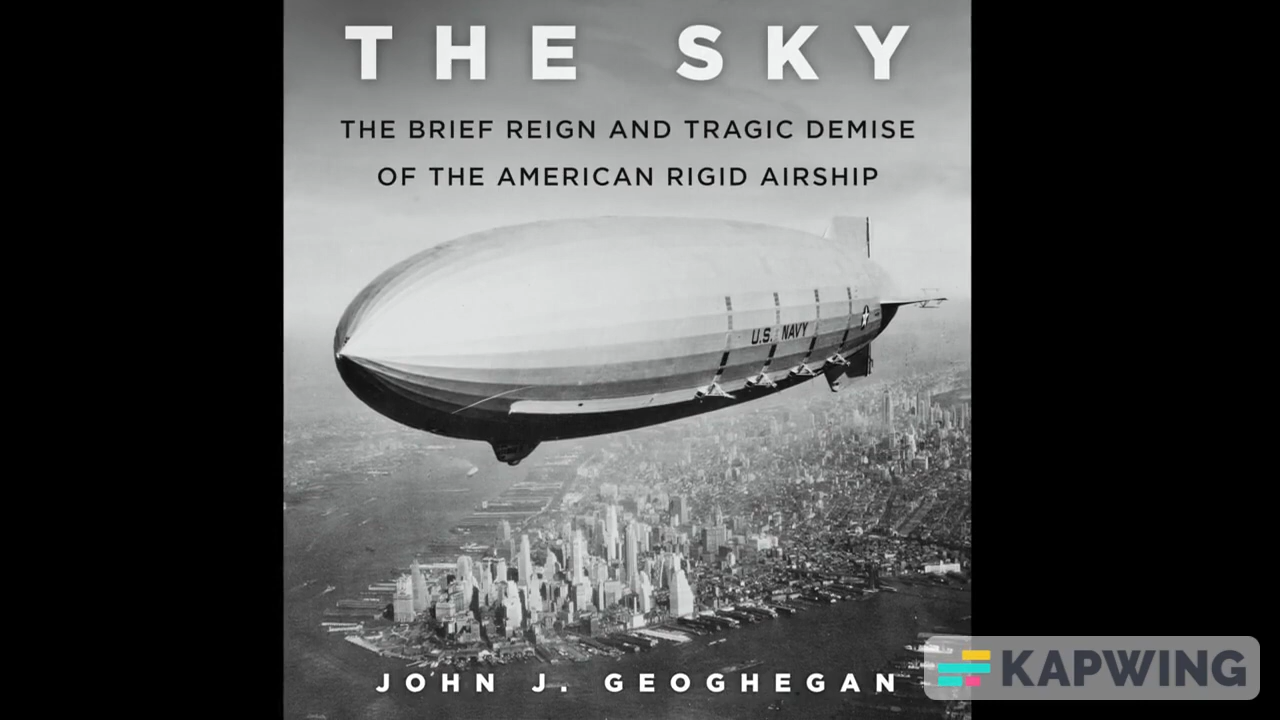 THE SKY
THE BRIEF REIGN AND TRAGIC DEMISE
OF THE AMERICAN RIGID AIRSHIP
U.S. NAVY
JOHN J. GEOGHEGAN
KAPWING